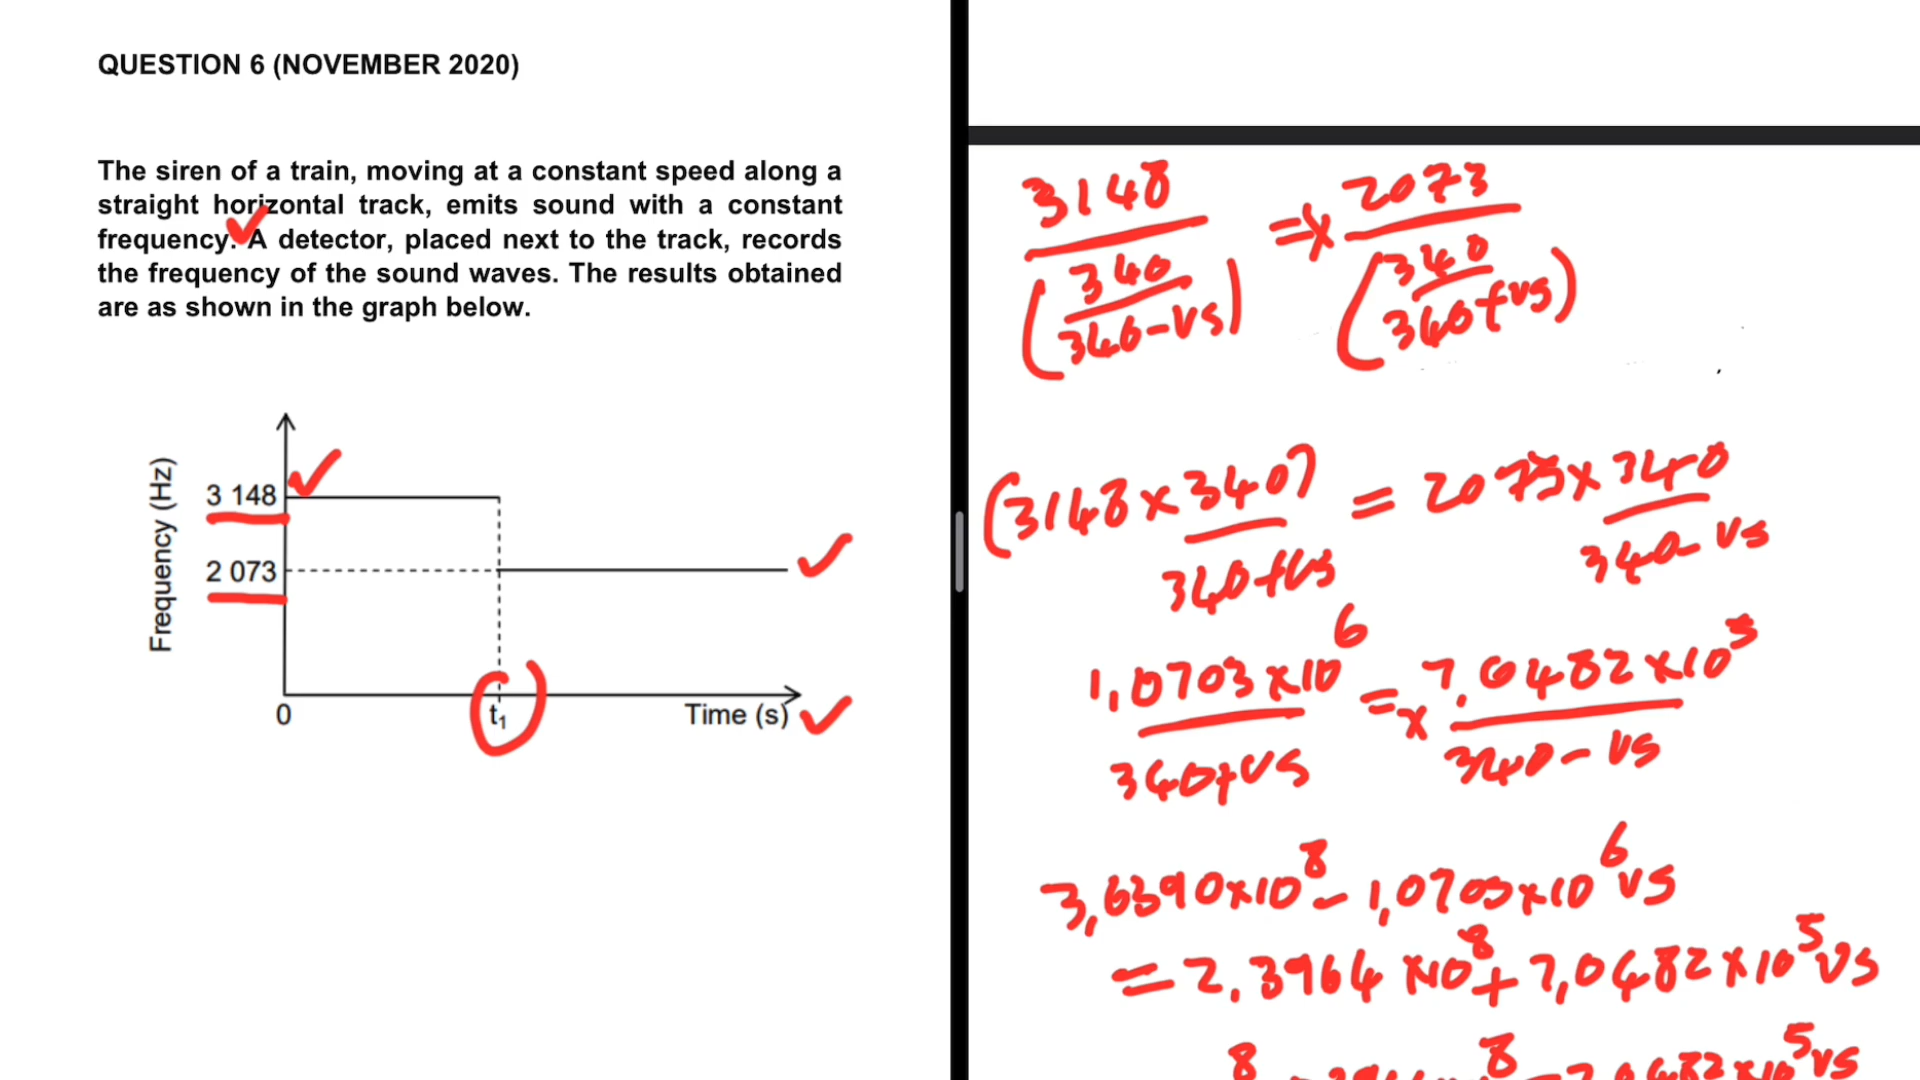 QUESTION 6 (NOVEMBER 2020)
The siren of a train, moving at a constant speed along a
straight horizontal track, emits sound with a constant
frequency. A detector, placed next to the track, records
the frequency of the sound waves. The results obtained
are as shown in the graph below.
Frequency (Hz)
3 148
2 073
0
t₁
Time (s)
3148 / (340 / 340-vs) = 2073 / (340 / 340+vs)
(3148 × 340) / 340+vs = 2073 × 340 / 340-vs
1,0703×10⁶ / 340+vs = 7,0482×10⁵ / 340-vs
3,6390×10⁸ - 1,0703×10⁶vs
= 2,3964×10⁸ + 7,0482×10⁵vs